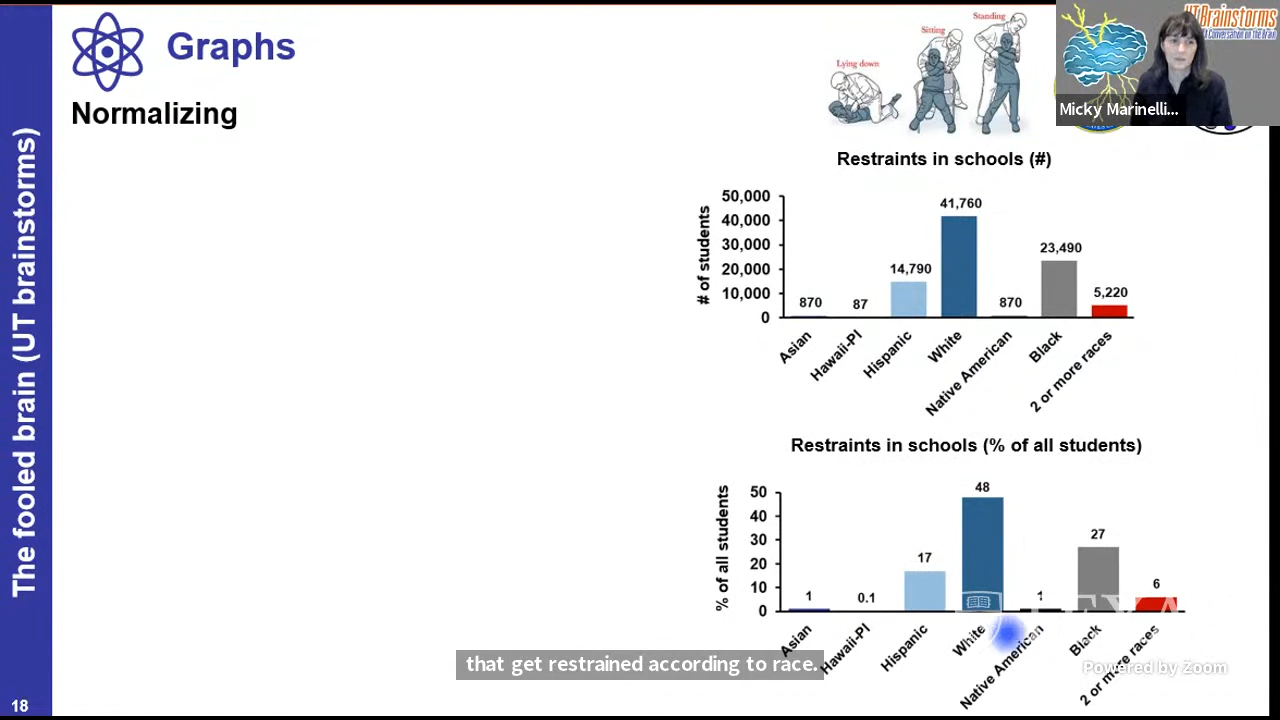 Graphs
Normalizing
The fooled brain (UT brainstorms)
18
Lying down
Sitting
Standing
UTBrainstorms
Conversation on the Brain
Micky Marinelli...
Restraints in schools (#)
# of students
50,000
40,000
30,000
20,000
10,000
0
870
87
14,790
41,760
870
23,490
5,220
Asian
Hawaii-PI
Hispanic
White
Native American
Black
2 or more races
Restraints in schools (% of all students)
% of all students
50
40
30
20
10
0
1
0.1
17
48
1
27
6
Asian
Hawaii-PI
Hispanic
White
Native American
Black
2 or more races
that get restrained according to race.
Powered by Zoom